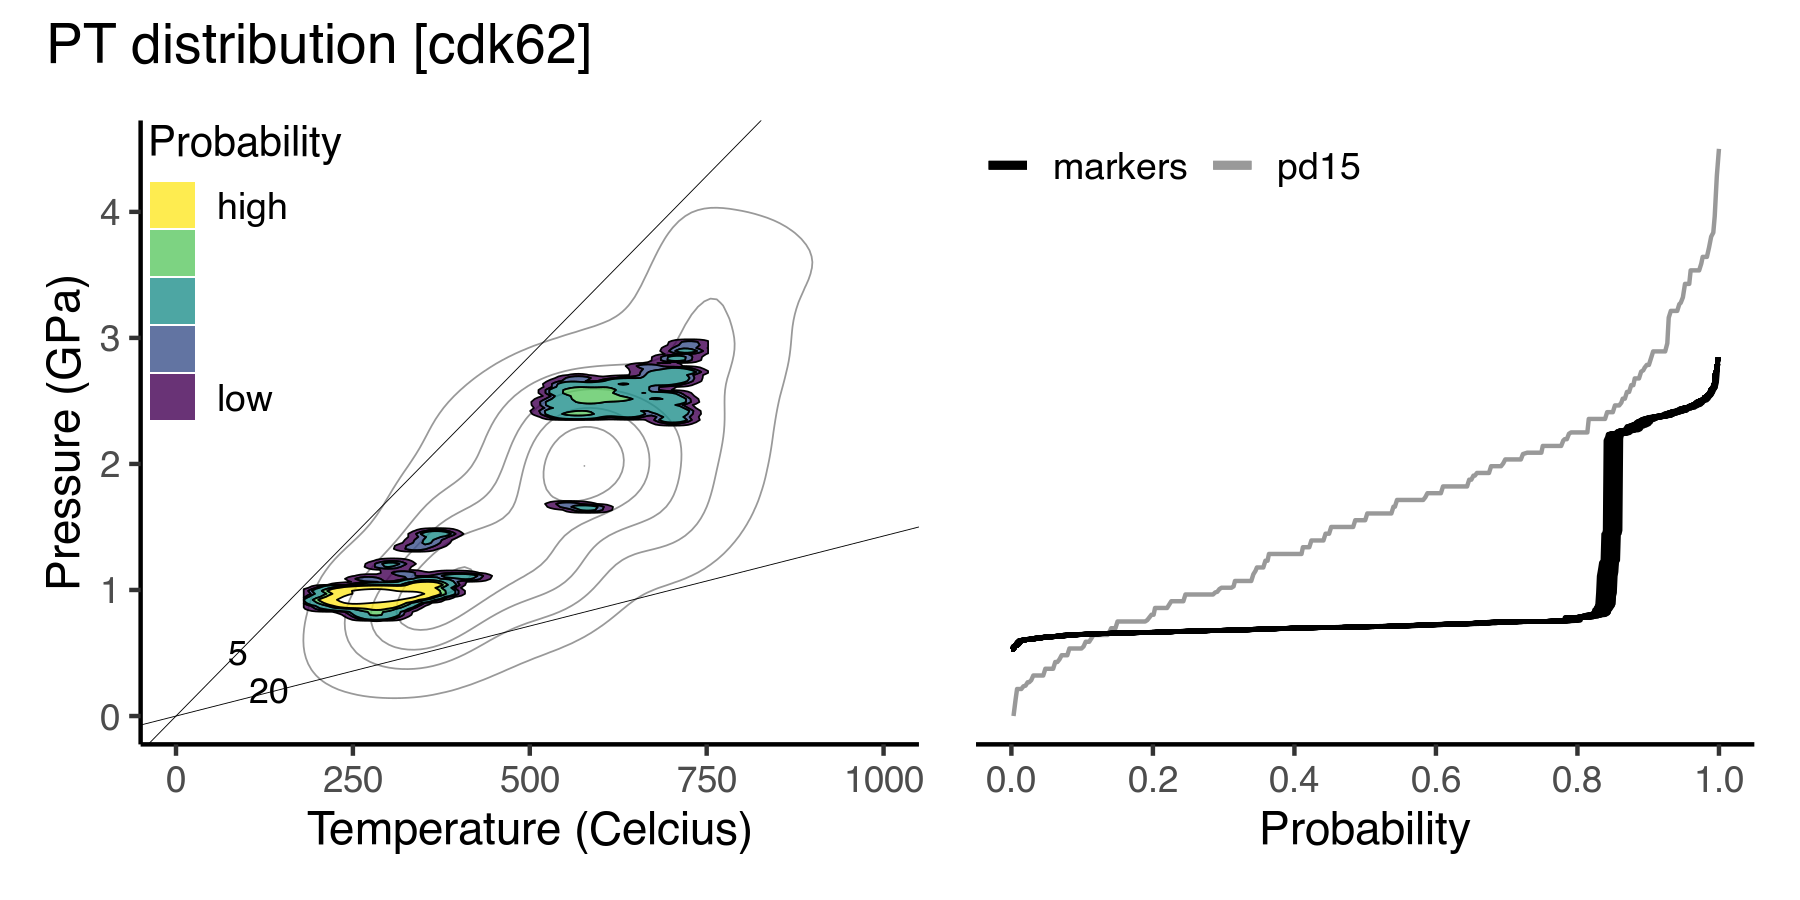 PT distribution [cdk62]
Probability
high
low
markers
pd15
4
3
2
1
0
Pressure (GPa)
5
20
0
250
500
750
1000
Temperature (Celcius)
0.0
0.2
0.4
0.6
0.8
1.0
Probability